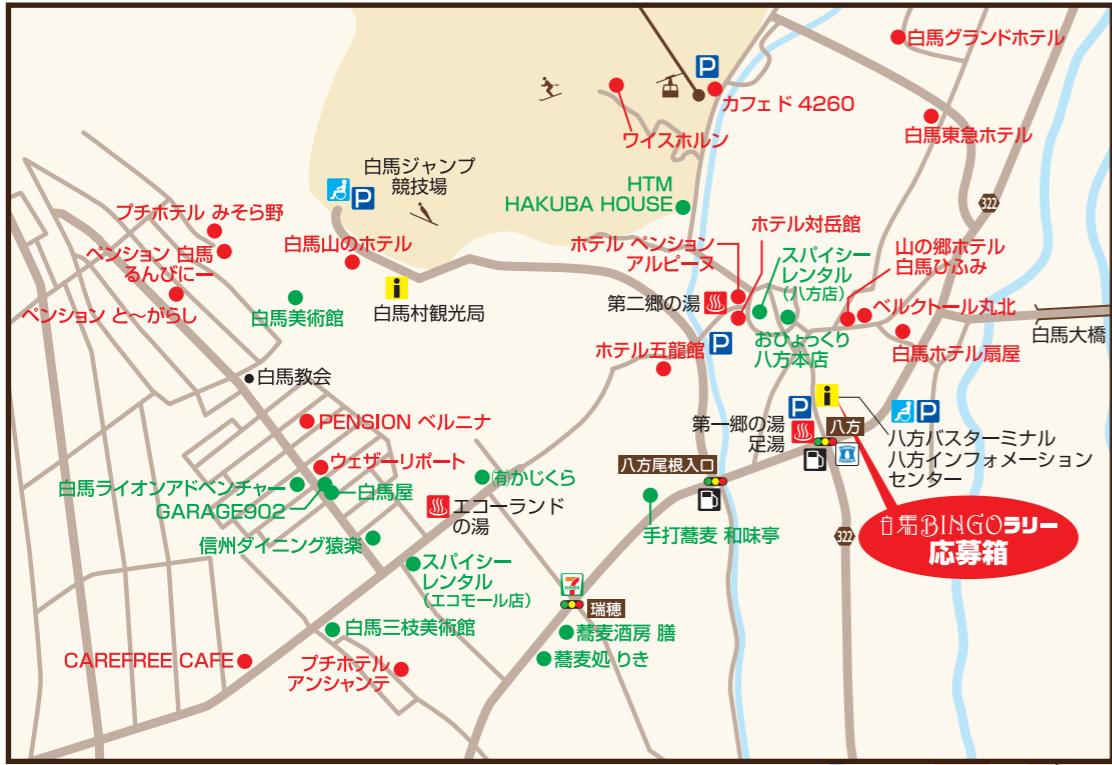 白馬グランドホテル
P
カフェ ド 4260
ワイスホルン
白馬東急ホテル
白馬ジャンプ
競技場
P
HTM
HAKUBA HOUSE
322
プチホテル みそら野
ペンション 白馬
るんびにー
ペンション と〜がらし
白馬山のホテル
i
白馬村観光局
白馬美術館
ホテル対岳館
ホテル ペンション
アルピーヌ
スパイシー
レンタル
(八方店)
山の郷ホテル
白馬ひふみ
第二郷の湯
ベルクトール丸北
おひょっくり
八方本店
白馬ホテル扇屋
白馬大橋
P
ホテル五龍館
白馬教会
PENSION ベルニナ
i
P
第一郷の湯
足湯
八方
P
八方バスターミナル
八方インフォメーション
センター
八方尾根入口
ウェザーリポート
白馬ライオンアドベンチャー
GARAGE902
白馬屋
㈲かじくら
エコーランド
の湯
手打蕎麦 和味亭
322
白馬BINGOラリー
応募箱
信州ダイニング猿楽
スパイシー
レンタル
(エコモール店)
7
瑞穂
白馬三枝美術館
蕎麦酒房 膳
蕎麦処 りき
CAREFREE CAFE
プチホテル
アンシャンテ